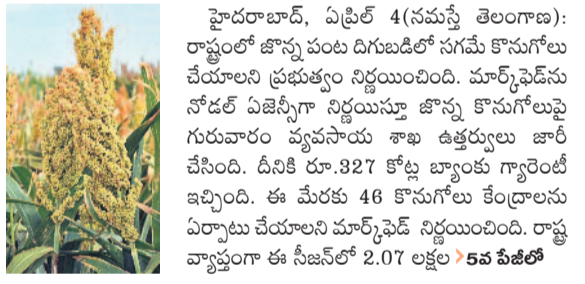 హైదరాబాద్, ఏప్రిల్ 4(నమస్తే తెలంగాణ):
రాష్ట్రంలో జొన్న పంట దిగుబడిలో సగమే కొనుగోలు
చేయాలని ప్రభుత్వం నిర్ణయించింది. మార్క్‌ఫెడ్‌ను
నోడల్ ఏజెన్సీగా నిర్ణయిస్తూ జొన్న కొనుగోలుపై
గురువారం వ్యవసాయ శాఖ ఉత్తర్వులు జారీ
చేసింది. దీనికి రూ.327 కోట్ల బ్యాంకు గ్యారెంటీ
ఇచ్చింది. ఈ మేరకు 46 కొనుగోలు కేంద్రాలను
ఏర్పాటు చేయాలని మార్క్‌ఫెడ్ నిర్ణయించింది. రాష్ట్ర
వ్యాప్తంగా ఈ సీజన్‌లో 2.07 లక్షల >5వ పేజీలో